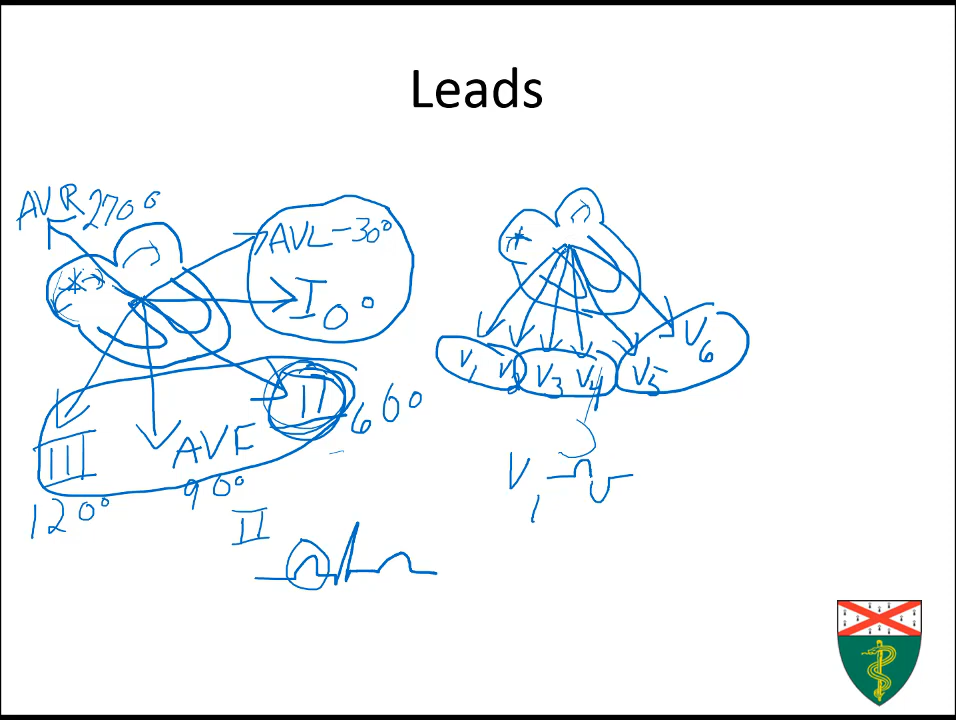 Leads
AVR 270°
AVL -30°
I 0°
II 60°
III
120°
AVF
90°
II
V1 V2 V3 V4 V5 V6
V1